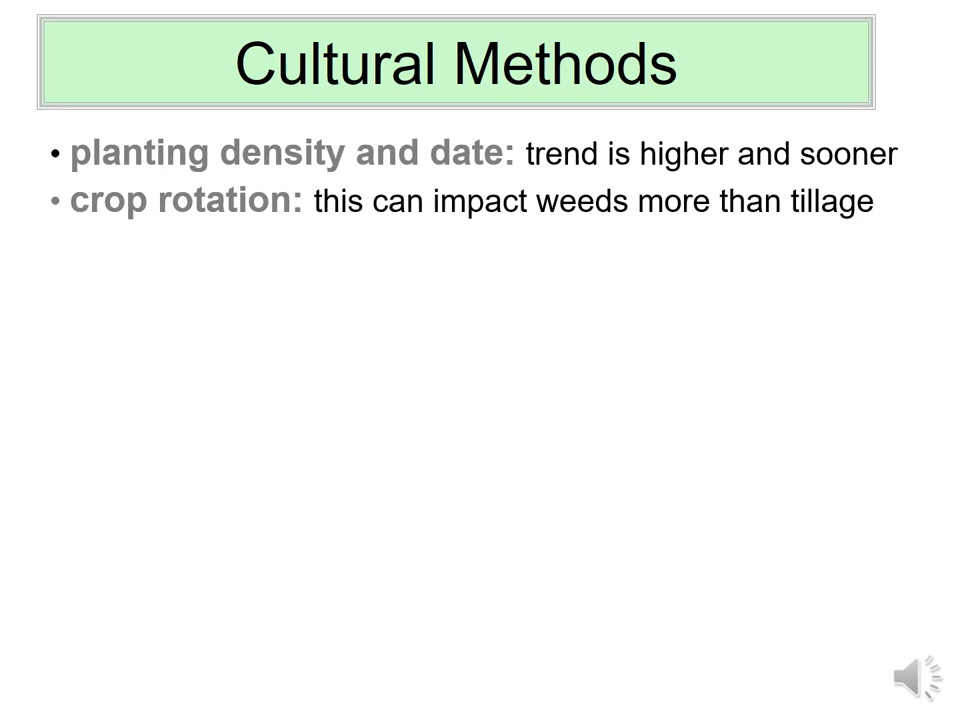 Cultural Methods
• planting density and date: trend is higher and sooner
• crop rotation: this can impact weeds more than tillage